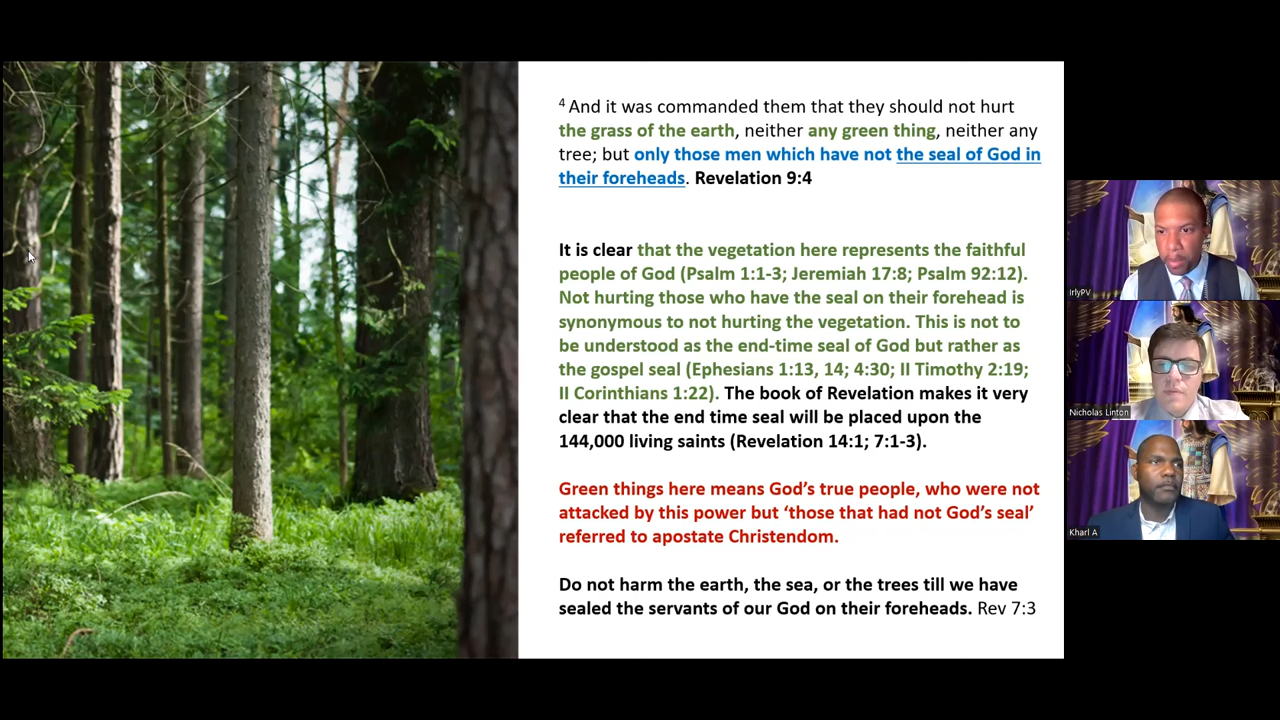 4 And it was commanded them that they should not hurt
the grass of the earth, neither any green thing, neither any
tree; but only those men which have not the seal of God in
their foreheads. Revelation 9:4
It is clear that the vegetation here represents the faithful
people of God (Psalm 1:1-3; Jeremiah 17:8; Psalm 92:12).
Not hurting those who have the seal on their forehead is
synonymous to not hurting the vegetation. This is not to
be understood as the end-time seal of God but rather as
the gospel seal (Ephesians 1:13, 14; 4:30; II Timothy 2:19;
II Corinthians 1:22). The book of Revelation makes it very
clear that the end time seal will be placed upon the
144,000 living saints (Revelation 14:1; 7:1-3).
Green things here means God’s true people, who were not
attacked by this power but ‘those that had not God’s seal’
referred to apostate Christendom.
Do not harm the earth, the sea, or the trees till we have
sealed the servants of our God on their foreheads. Rev 7:3
IrlyPV
Nicholas Linton
Kharl A